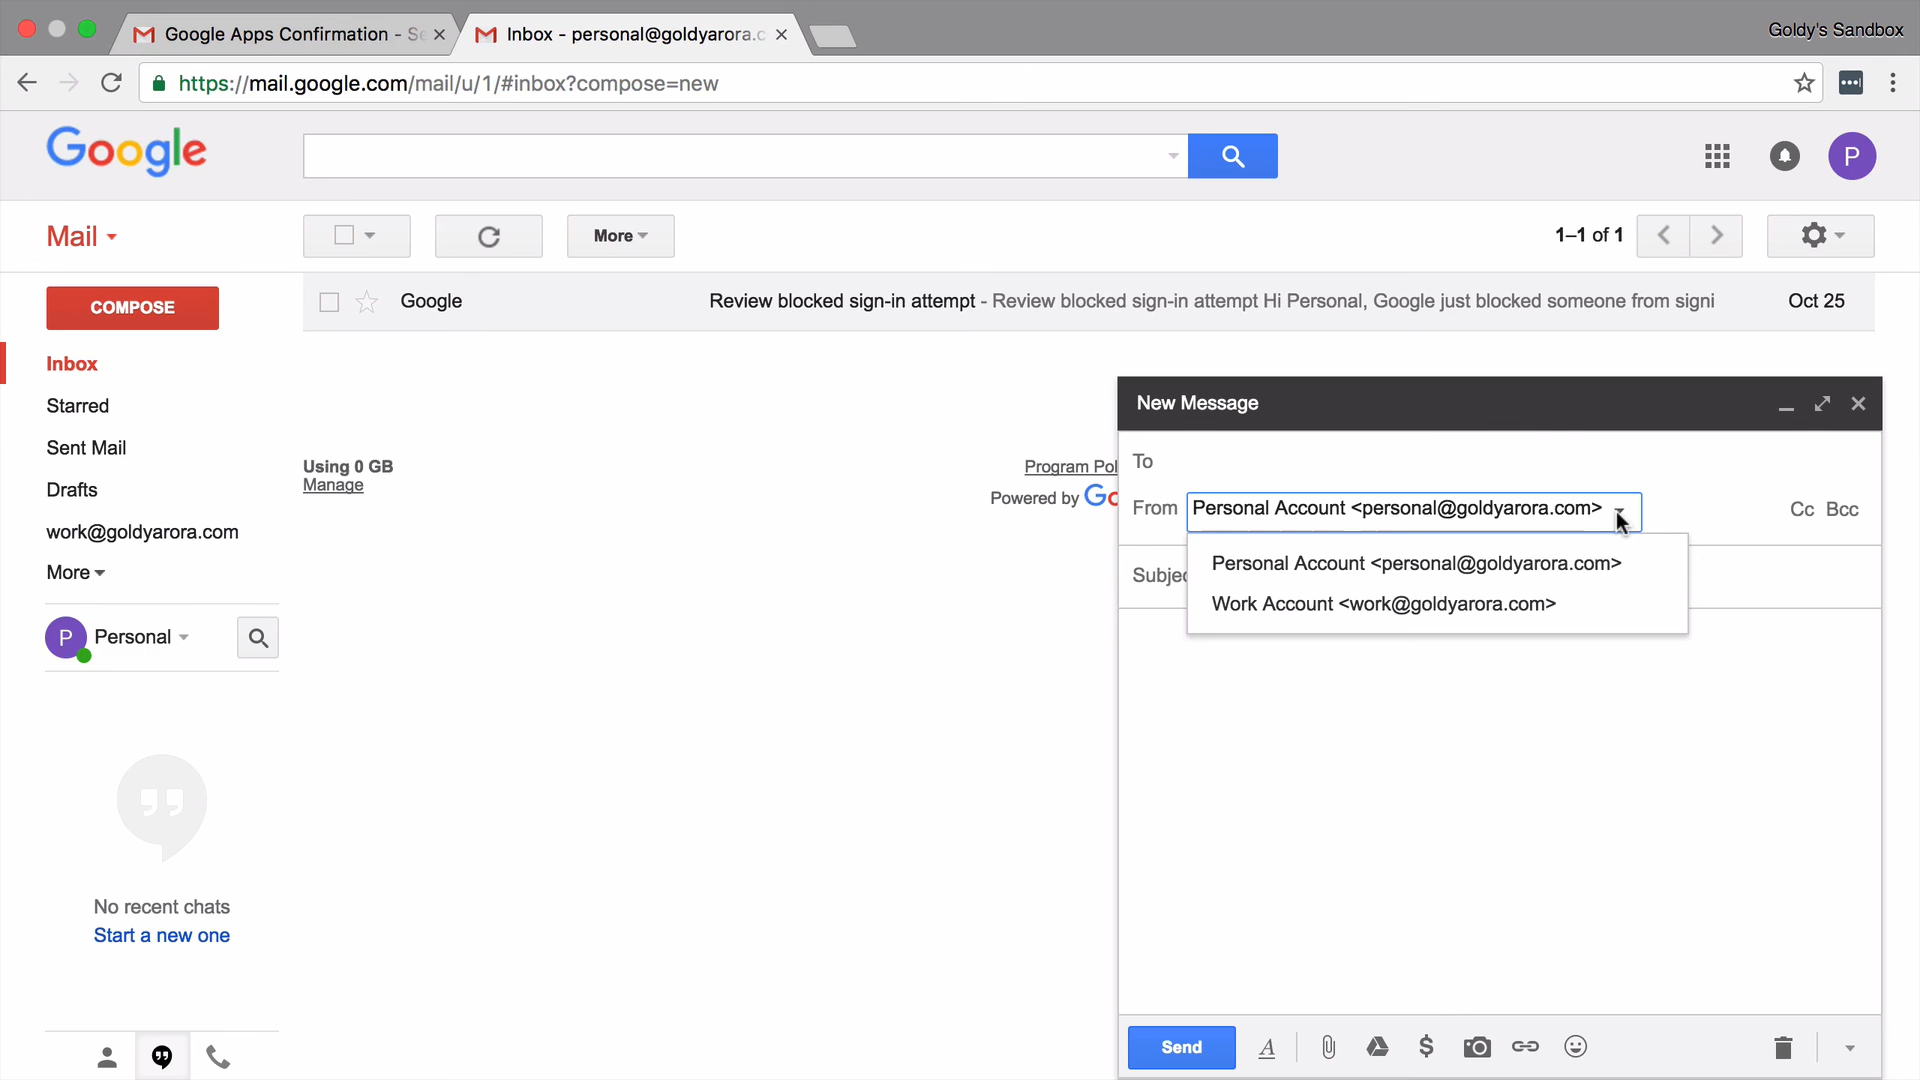 Google Apps Confirmation - Se
Inbox - personal@goldyarora.c
Goldy's Sandbox
https://mail.google.com/mail/u/1/#inbox?compose=new
Google
P
Mail
More
1–1 of 1
COMPOSE
Google
Review blocked sign-in attempt - Review blocked sign-in attempt Hi Personal, Google just blocked someone from signi
Oct 25
Inbox
Starred
Sent Mail
Drafts
work@goldyarora.com
More
P Personal
No recent chats
Start a new one
Using 0 GB
Manage
Program Pol
Powered by Go
New Message
To
From Personal Account <personal@goldyarora.com>
Cc Bcc
Personal Account <personal@goldyarora.com>
Work Account <work@goldyarora.com>
Subjec
Send